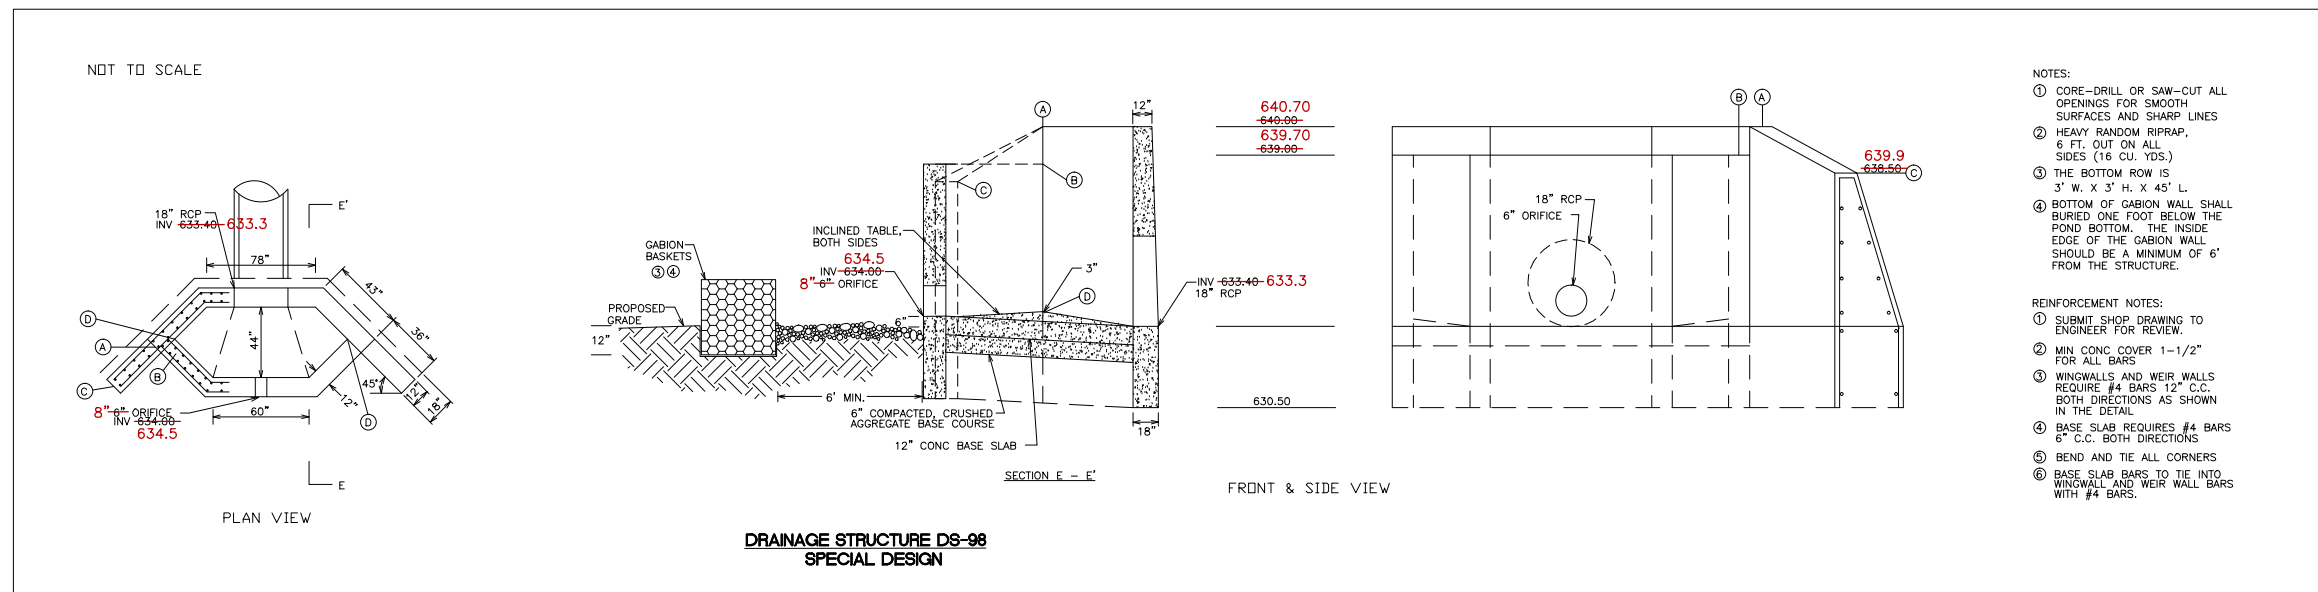 NOT TO SCALE
18" RCP
INV 633.40 633.3
78"
E'
43"
36"
D
A
44"
B
C
45°
12"
12"
18"
8" 6" ORIFICE
INV 634.00
634.5
60"
D
E
PLAN VIEW
A
12"
B
C
INCLINED TABLE,
BOTH SIDES
634.5
INV 634.00
8" 6" ORIFICE
GABION
BASKETS
3 4
3"
D
INV 633.40 633.3
18" RCP
PROPOSED
GRADE
6"
12"
6' MIN.
6" COMPACTED, CRUSHED
AGGREGATE BASE COURSE
12" CONC BASE SLAB
18"
SECTION E - E'
DRAINAGE STRUCTURE DS-98
SPECIAL DESIGN
640.70
640.00
639.70
639.00
630.50
B A
639.9
638.50
C
18" RCP
6" ORIFICE
FRONT & SIDE VIEW
NOTES:
1 CORE-DRILL OR SAW-CUT ALL
OPENINGS FOR SMOOTH
SURFACES AND SHARP LINES
2 HEAVY RANDOM RIPRAP,
6 FT. OUT ON ALL
SIDES (16 CU. YDS.)
3 THE BOTTOM ROW IS
3' W. X 3' H. X 45' L.
4 BOTTOM OF GABION WALL SHALL
BURIED ONE FOOT BELOW THE
POND BOTTOM. THE INSIDE
EDGE OF THE GABION WALL
SHOULD BE A MINIMUM OF 6'
FROM THE STRUCTURE.
REINFORCEMENT NOTES:
1 SUBMIT SHOP DRAWING TO
ENGINEER FOR REVIEW.
2 MIN CONC COVER 1-1/2"
FOR ALL BARS
3 WINGWALLS AND WEIR WALLS
REQUIRE #4 BARS 12" C.C.
BOTH DIRECTIONS AS SHOWN
IN THE DETAIL
4 BASE SLAB REQUIRES #4 BARS
6" C.C. BOTH DIRECTIONS
5 BEND AND TIE ALL CORNERS
6 BASE SLAB BARS TO TIE INTO
WINGWALL AND WEIR WALL BARS
WITH #4 BARS.